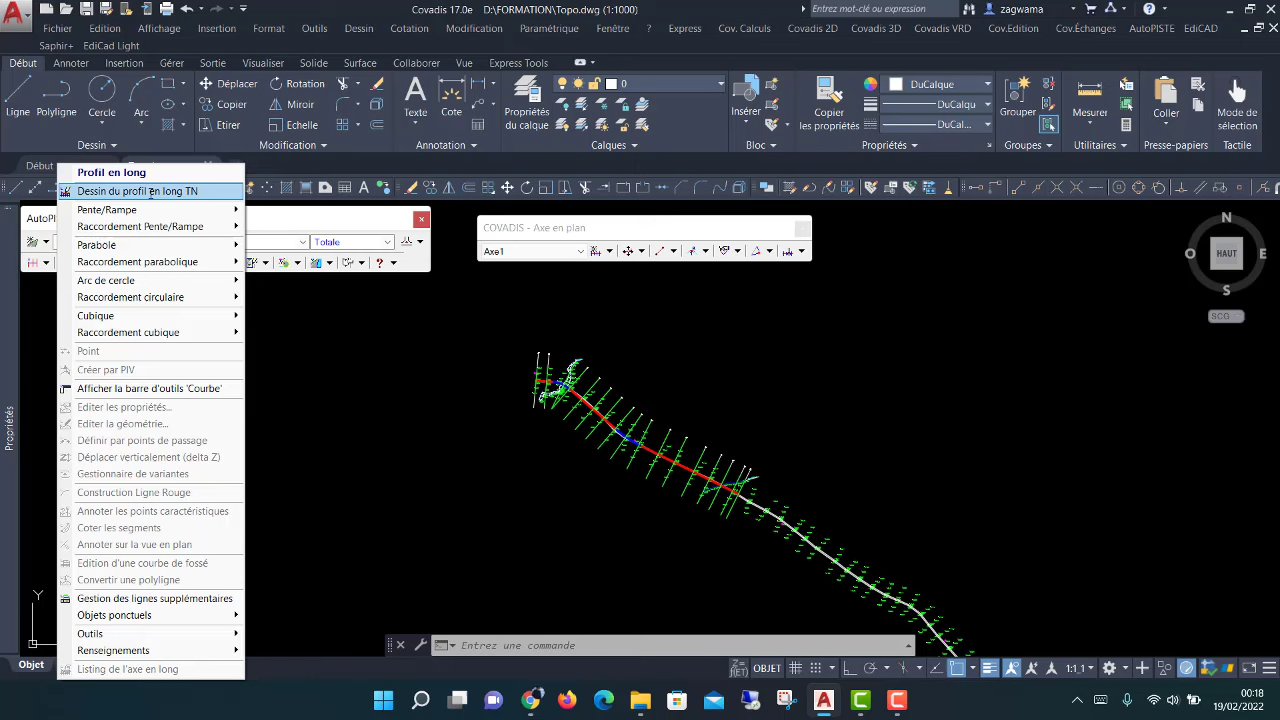 Covadis 17.0e D:\FORMATION\Topo.dwg (1:1000)
Entrez mot-clé ou expression
zagwama
Fichier Edition Affichage Insertion Format Outils Dessin Cotation Modification Paramétrique Fenêtre ? Express Cov. Calculs Covadis 2D Covadis 3D Covadis VRD Cov.Edition Cov.Échanges AutoPISTE EdiCAD
Saphir+ EdiCad Light
Début Annoter Insertion Gérer Sortie Visualiser Solide Surface Collaborer Vue Express Tools
Ligne Polyligne Cercle Arc
Déplacer Rotation
Copier Miroir
Etirer Echelle
Texte Cotation
Propriétés du calque
0
Insérer
Copier les propriétés
DuCalque
DuCalqu
DuCal...
Grouper
Mesurer
Coller
Mode de sélection
Dessin Modification Annotation Calques Bloc Propriétés Groupes Utilitaires Presse-papiers Tactile
Début
Profil en long
Dessin du profil en long TN
Pente/Rampe
Raccordement Pente/Rampe
Parabole
Raccordement parabolique
Arc de cercle
Raccordement circulaire
Cubique
Raccordement cubique
Point
Créer par PIV
Afficher la barre d'outils 'Courbe'
Editer les propriétés...
Editer la géométrie...
Définir par points de passage
Déplacer verticalement (delta Z)
Gestionnaire de variantes
Construction Ligne Rouge
Annoter les points caractéristiques
Coter les segments
Annoter sur la vue en plan
Edition d'une courbe de fossé
Convertir une polyligne
Gestion des lignes supplémentaires
Objets ponctuels
Outils
Renseignements
Listing de l'axe en long
AutoPI
Totale
COVADIS - Axe en plan
Axe1
N
O HAUT E
S
SCG
Propriétés
Y
Entrez une commande
Objet
OBJET
1:1
00:18
19/02/2022